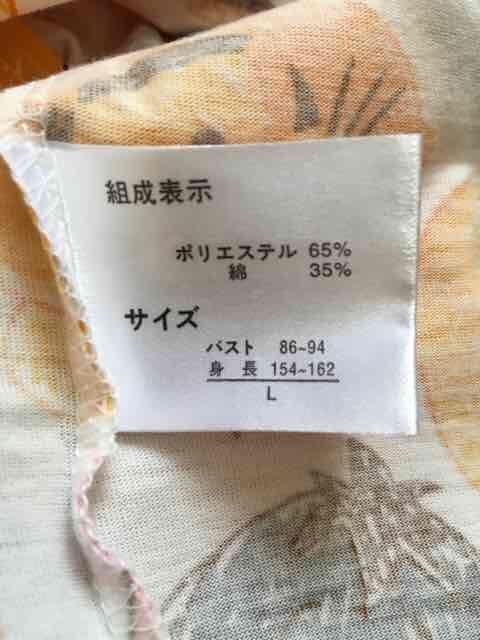 組成表示
ポリエステル 65%
綿 35%
サイズ
バスト 86~94
身長 154~162
L